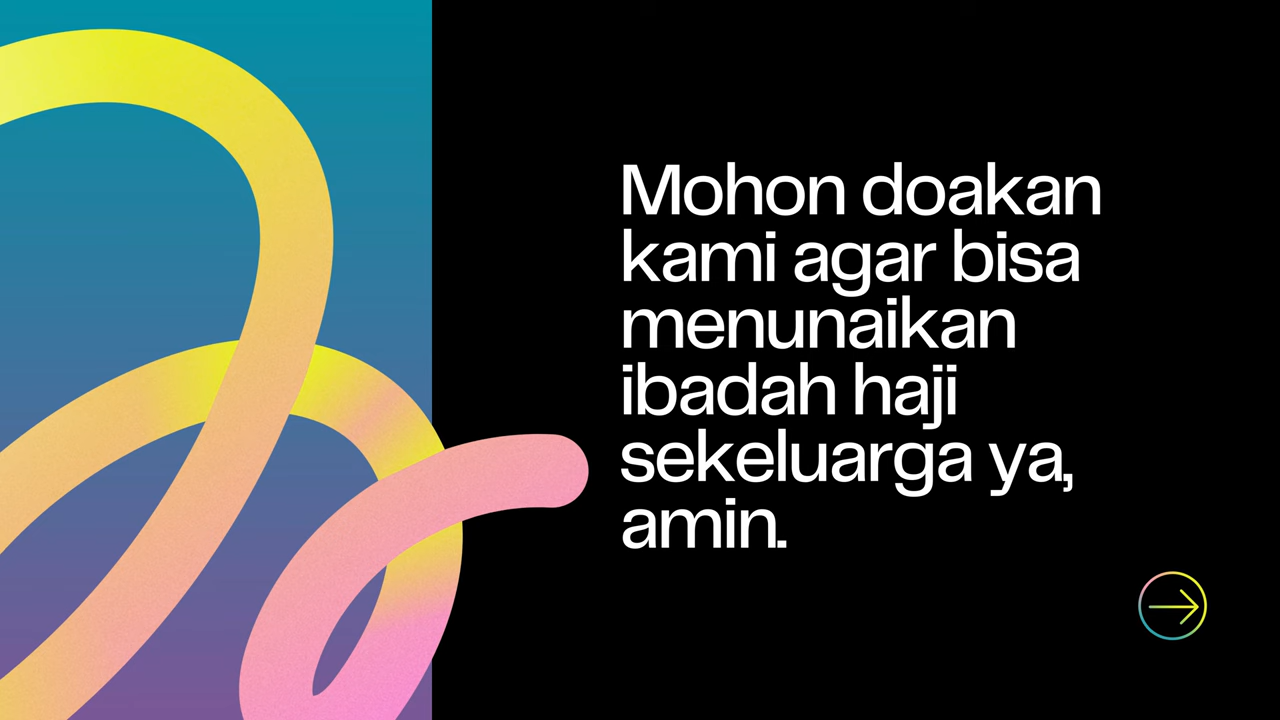 Mohon doakan
kami agar bisa
menunaikan
ibadah haji
sekeluarga ya,
amin.